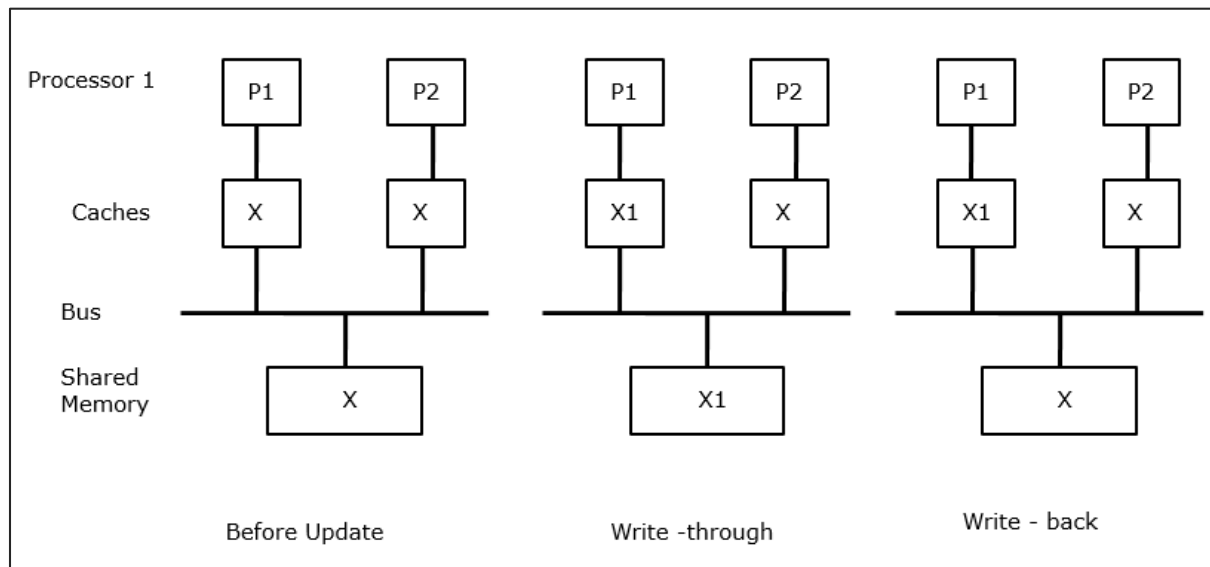 Processor 1
P1
P2
P1
P2
P1
P2
Caches
X
X
X1
X
X1
X
Bus
Shared
Memory
X
X1
X
Before Update
Write -through
Write - back